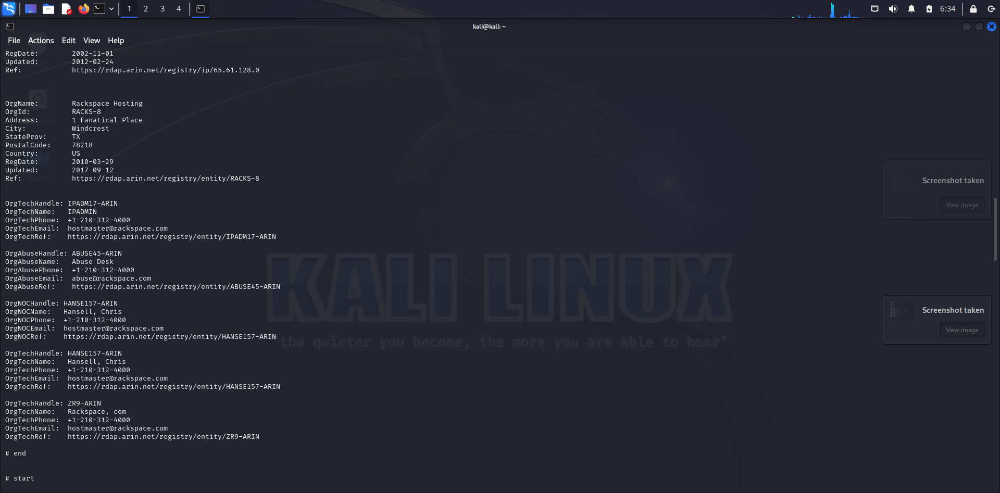 1 2 3 4
6:34
kali@kali: ~
File Actions Edit View Help
RegDate: 2002-11-01
Updated: 2012-02-24
Ref: https://rdap.arin.net/registry/ip/65.61.128.0
OrgName: Rackspace Hosting
OrgId: RACKS-8
Address: 1 Fanatical Place
City: Windcrest
StateProv: TX
PostalCode: 78218
Country: US
RegDate: 2010-03-29
Updated: 2017-09-12
Ref: https://rdap.arin.net/registry/entity/RACKS-8
Home
OrgTechHandle: IPADM17-ARIN
OrgTechName: IPADMIN
OrgTechPhone: +1-210-312-4000
OrgTechEmail: hostmaster@rackspace.com
OrgTechRef: https://rdap.arin.net/registry/entity/IPADM17-ARIN
OrgAbuseHandle: ABUSE45-ARIN
OrgAbuseName: Abuse Desk
OrgAbusePhone: +1-210-312-4000
OrgAbuseEmail: abuse@rackspace.com
OrgAbuseRef: https://rdap.arin.net/registry/entity/ABUSE45-ARIN
OrgNOCHandle: HANSE157-ARIN
OrgNOCName: Hansell, Chris
OrgNOCPhone: +1-210-312-4000
OrgNOCEmail: hostmaster@rackspace.com
OrgNOCRef: https://rdap.arin.net/registry/entity/HANSE157-ARIN
OrgTechHandle: HANSE157-ARIN
OrgTechName: Hansell, Chris
OrgTechPhone: +1-210-312-4000
OrgTechEmail: hostmaster@rackspace.com
OrgTechRef: https://rdap.arin.net/registry/entity/HANSE157-ARIN
OrgTechHandle: ZR9-ARIN
OrgTechName: Rackspace, com
OrgTechPhone: +1-210-312-4000
OrgTechEmail: hostmaster@rackspace.com
OrgTechRef: https://rdap.arin.net/registry/entity/ZR9-ARIN
# end
# start
KALI LINUX
"the quieter you become, the more you are able to hear"
Screenshot taken
View image
Screenshot taken
View image